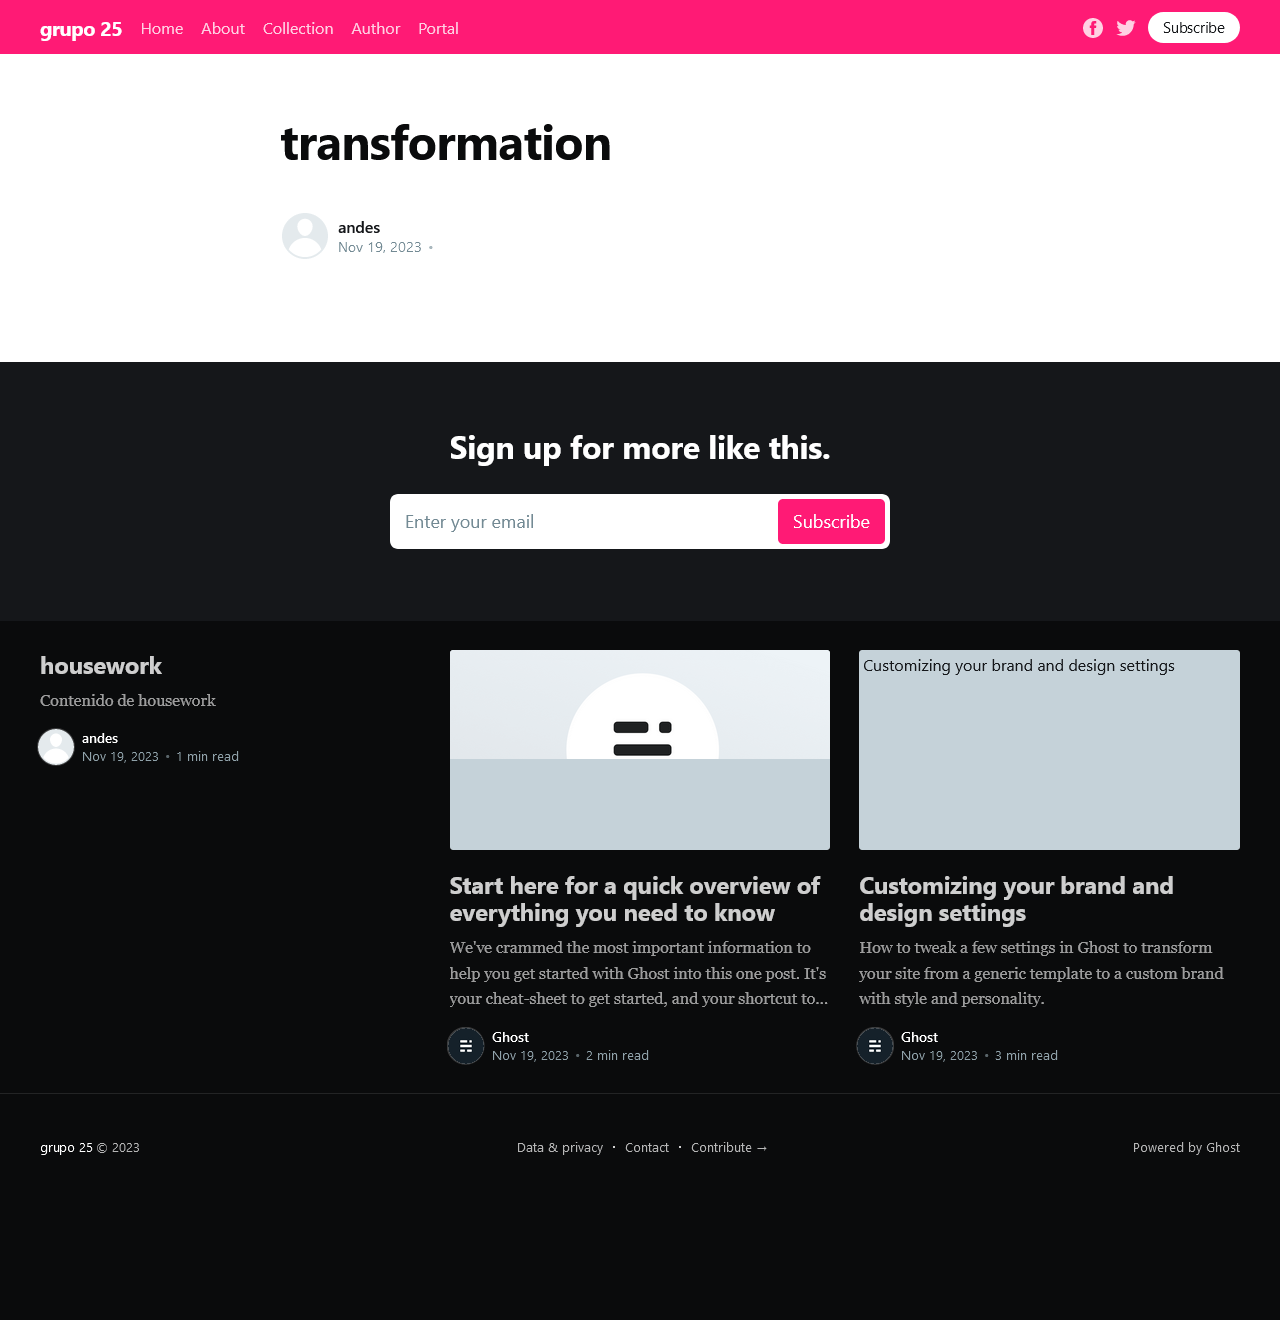 grupo 25 Home About Collection Author Portal Subscribe
transformation
andes
Nov 19, 2023 •
Sign up for more like this.
Enter your email Subscribe
housework
Contenido de housework
andes
Nov 19, 2023 • 1 min read
Start here for a quick overview of
everything you need to know
We've crammed the most important information to
help you get started with Ghost into this one post. It's
your cheat-sheet to get started, and your shortcut to...
Ghost
Nov 19, 2023 • 2 min read
Customizing your brand and design settings
Customizing your brand and
design settings
How to tweak a few settings in Ghost to transform
your site from a generic template to a custom brand
with style and personality.
Ghost
Nov 19, 2023 • 3 min read
grupo 25 © 2023 Data & privacy • Contact • Contribute → Powered by Ghost